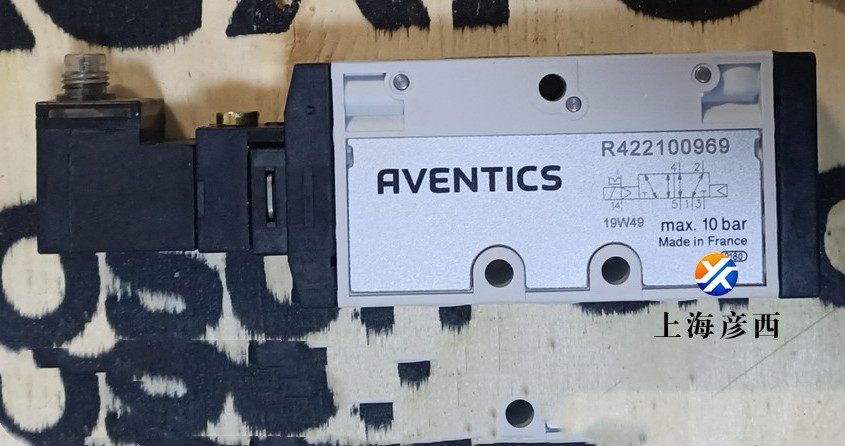 AVENTICS
R422100969
4 2
14
5 1 3
19W49
max. 10 bar
Made in France
上海彦西